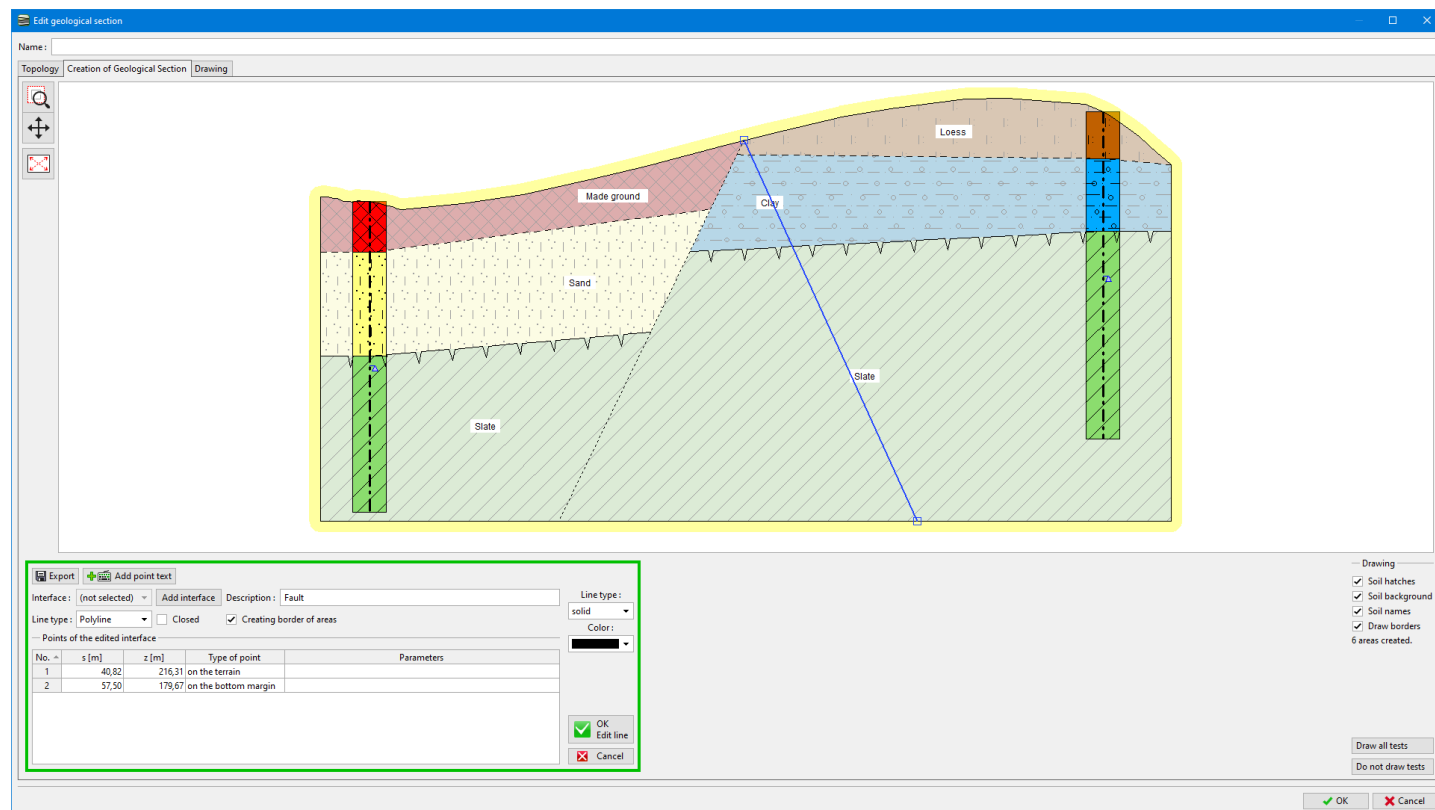 Edit geological section
Name :
Topology Creation of Geological Section Drawing
Loess
Made ground
Clay
Sand
Slate
Slate
Export Add point text
Interface : (not selected) Add interface Description : Fault
Line type : Polyline Closed Creating border of areas
Points of the edited interface
No. s [m] z [m] Type of point Parameters
1 40,82 216,31 on the terrain
2 57,50 179,67 on the bottom margin
Line type :
solid
Color :
OK
Edit line
Cancel
Drawing
Soil hatches
Soil background
Soil names
Draw borders
6 areas created.
Draw all tests
Do not draw tests
OK Cancel